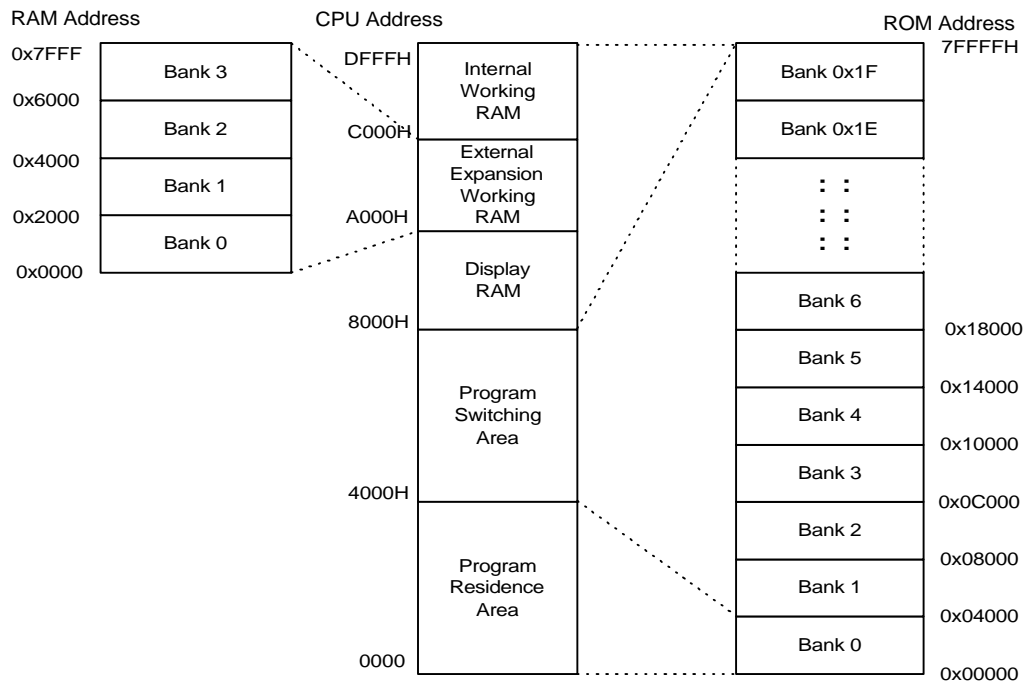 RAM Address
CPU Address
ROM Address
0x7FFF
Bank 3
0x6000
Bank 2
0x4000
Bank 1
0x2000
Bank 0
0x0000
DFFFH
Internal
Working
RAM
C000H
External
Expansion
Working
RAM
A000H
Display
RAM
8000H
Program
Switching
Area
4000H
Program
Residence
Area
0000
7FFFFH
Bank 0x1F
Bank 0x1E
: :
: :
: :
Bank 6
0x18000
Bank 5
0x14000
Bank 4
0x10000
Bank 3
0x0C000
Bank 2
0x08000
Bank 1
0x04000
Bank 0
0x00000